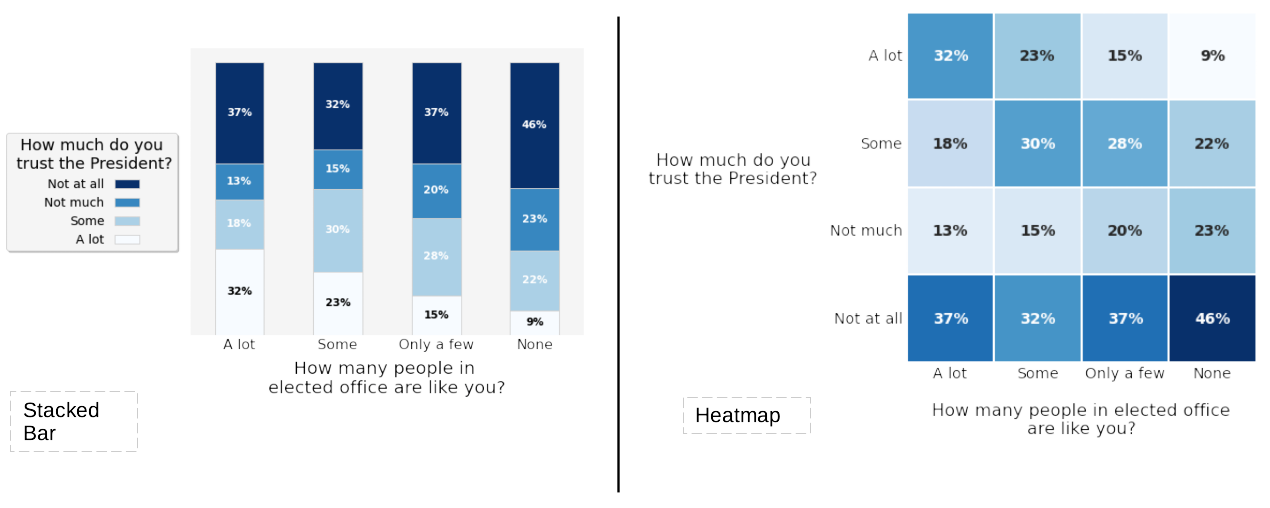 How much do you
trust the President?
Not at all
Not much
Some
A lot
37%
32%
37%
46%
13%
15%
20%
23%
18%
30%
28%
22%
32%
23%
15%
9%
A lot
Some
Only a few
None
How many people in
elected office are like you?
Stacked
Bar
How much do you
trust the President?
A lot
32%
23%
15%
9%
Some
18%
30%
28%
22%
Not much
13%
15%
20%
23%
Not at all
37%
32%
37%
46%
A lot
Some
Only a few
None
How many people in elected office
are like you?
Heatmap